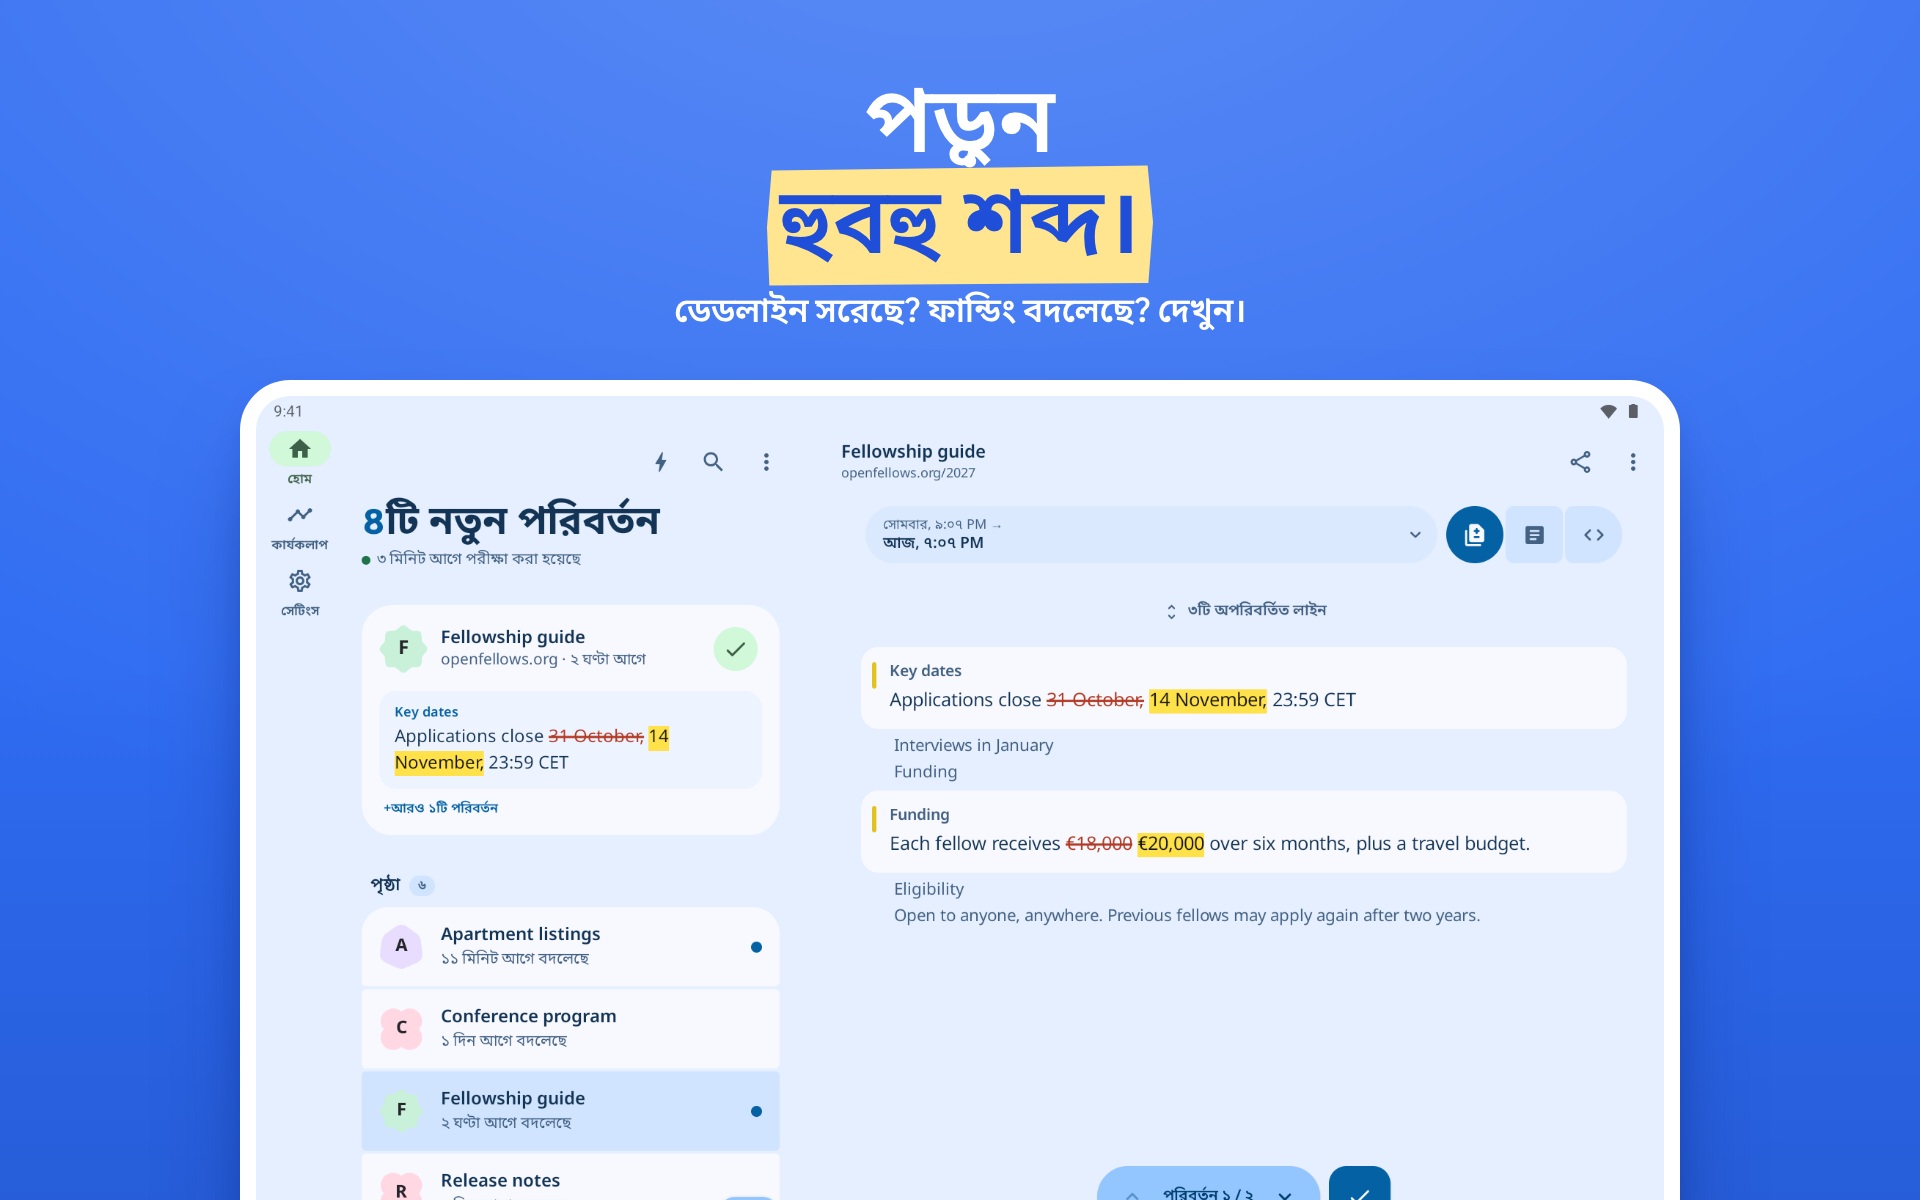 পড়ুন
হুবহু শব্দ।
ডেডলাইন সরেছে? ফান্ডিং বদলেছে? দেখুন।
9:41
হোম
কার্যকলাপ
সেটিংস
৪টি নতুন পরিবর্তন
৩ মিনিট আগে পরীক্ষা করা হয়েছে
F
Fellowship guide
openfellows.org · ২ ঘণ্টা আগে
Key dates
Applications close 31 October, 14
November, 23:59 CET
+আরও ১টি পরিবর্তন
পৃষ্ঠা ৬
A
Apartment listings
১১ মিনিট আগে বদলেছে
C
Conference program
১ দিন আগে বদলেছে
F
Fellowship guide
২ ঘণ্টা আগে বদলেছে
R
Release notes
Fellowship guide
openfellows.org/2027
সোমবার, ৯:০৭ PM →
আজ, ৭:০৭ PM
৩টি অপরিবর্তিত লাইন
Key dates
Applications close 31 October, 14 November, 23:59 CET
Interviews in January
Funding
Funding
Each fellow receives €18,000 €20,000 over six months, plus a travel budget.
Eligibility
Open to anyone, anywhere. Previous fellows may apply again after two years.
পরিবর্তন ১ / ২